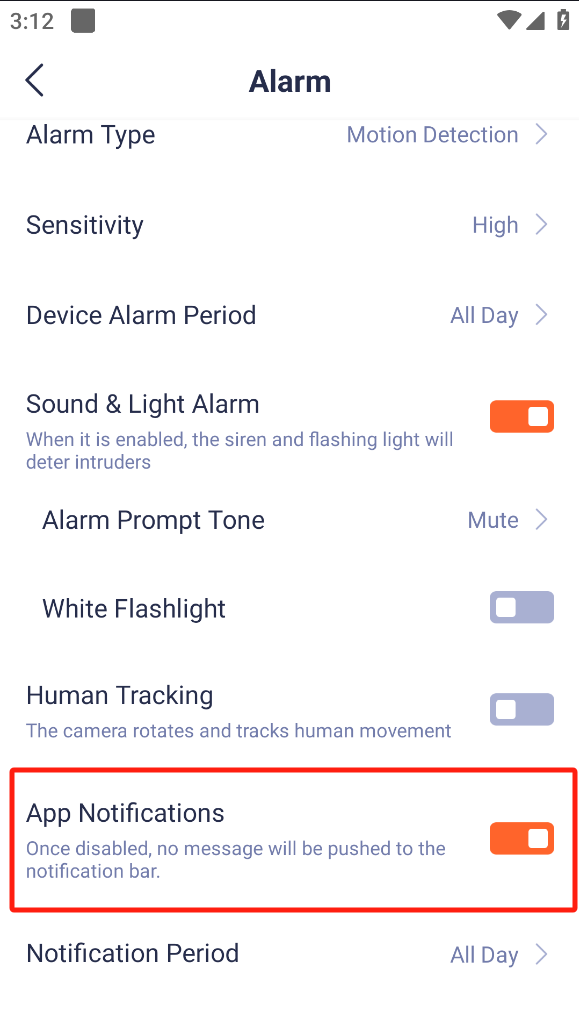 3:12
Alarm
Alarm Type Motion Detection
Sensitivity High
Device Alarm Period All Day
Sound & Light Alarm
When it is enabled, the siren and flashing light will
deter intruders
Alarm Prompt Tone Mute
White Flashlight
Human Tracking
The camera rotates and tracks human movement
App Notifications
Once disabled, no message will be pushed to the
notification bar.
Notification Period All Day